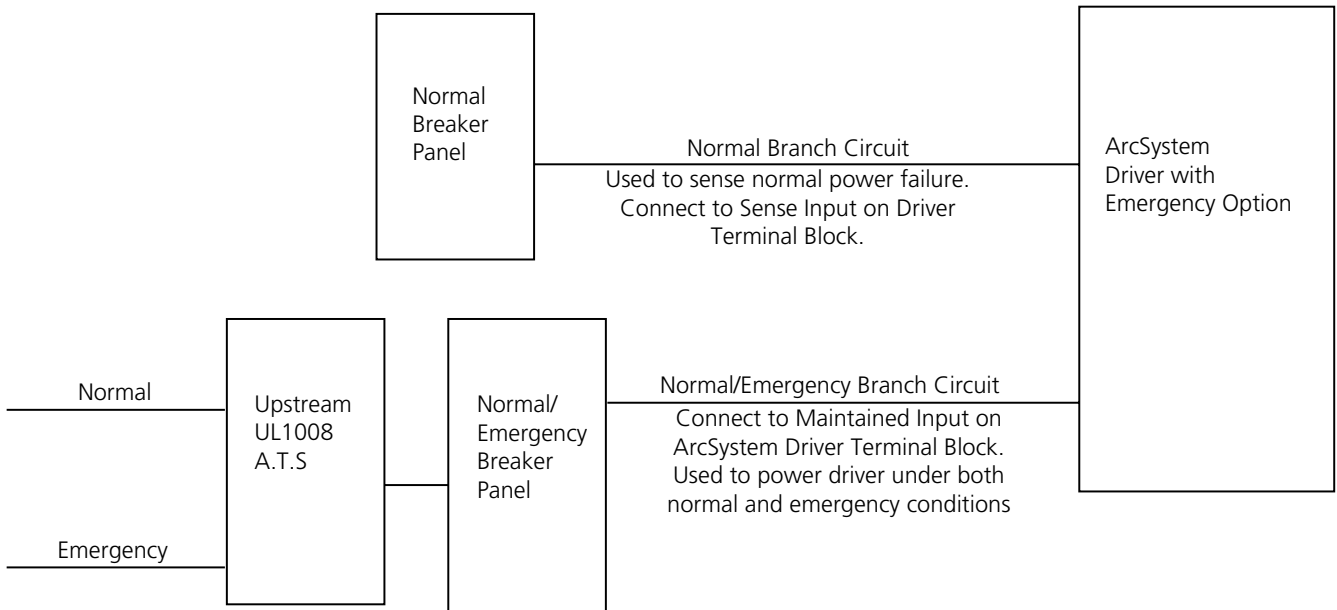 Normal
Breaker
Panel
Normal Branch Circuit
Used to sense normal power failure.
Connect to Sense Input on Driver
Terminal Block.
ArcSystem
Driver with
Emergency Option
Normal
Emergency
Upstream
UL1008
A.T.S
Normal/
Emergency
Breaker
Panel
Normal/Emergency Branch Circuit
Connect to Maintained Input on
ArcSystem Driver Terminal Block.
Used to power driver under both
normal and emergency conditions